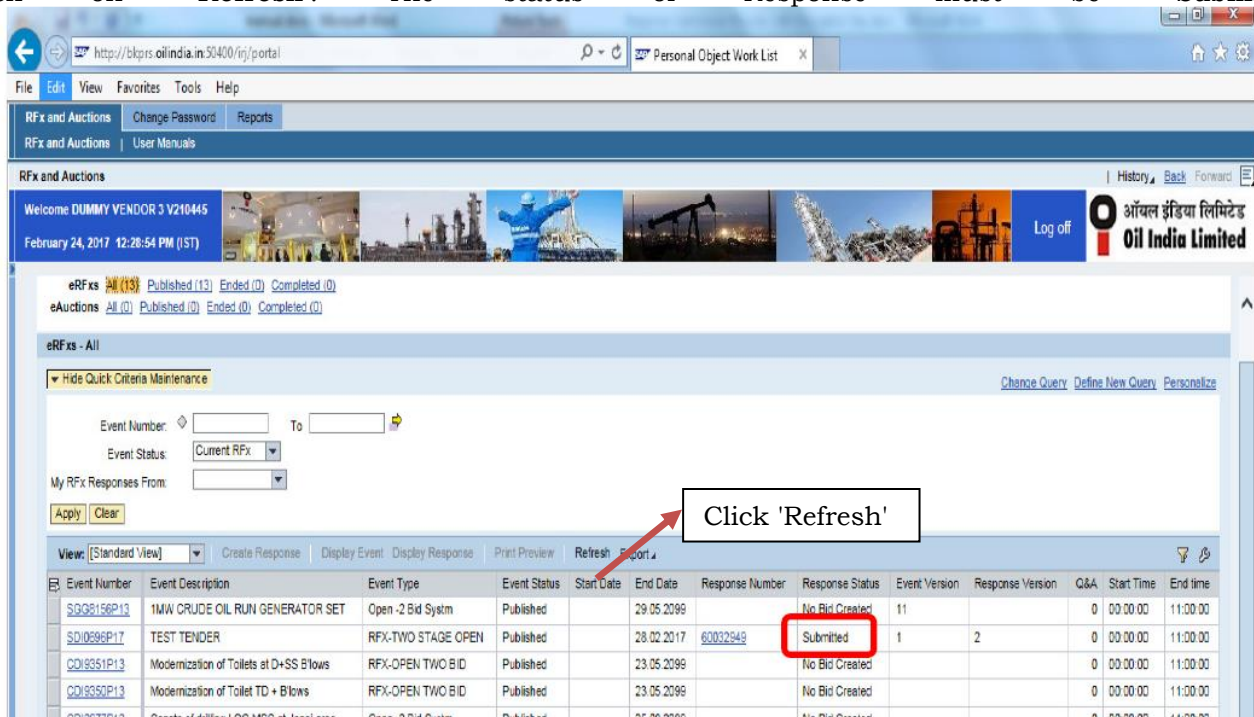 on Refresh'. The status of Response must be
http://bkprs.oilindia.in:50400/irj/portal
Personal Object Work List
File Edit View Favorites Tools Help
RFx and Auctions Change Password Reports
RFx and Auctions | User Manuals
RFx and Auctions | History Back Forward
Welcome DUMMY VENDOR 3 V210445
February 24, 2017 12:28:54 PM (IST)
Log off
ऑयल इंडिया लिमिटेड
Oil India Limited
eRFxs All (13) Published (13) Ended (0) Completed (0)
eAuctions All (0) Published (0) Ended (0) Completed (0)
eRFxs - All
Hide Quick Criteria Maintenance Change Query Define New Query Personalize
Event Number: To
Event Status: Current RFx
My RFx Responses From:
Apply Clear
Click 'Refresh'
View: [Standard View] Create Response Display Event Display Response Print Preview Refresh Export
Event Number Event Description Event Type Event Status Start Date End Date Response Number Response Status Event Version Response Version Q&A Start Time End time
SGG8156P13 1MW CRUDE OIL RUN GENERATOR SET Open -2 Bid Systm Published 29.05.2099 No Bid Created 11 0 00:00:00 11:00:00
SDI0696P17 TEST TENDER RFX-TWO STAGE OPEN Published 28.02.2017 60032949 Submitted 1 2 0 00:00:00 11:00:00
CDI9351P13 Modernization of Toilets at D+SS B'lows RFX-OPEN TWO BID Published 23.05.2099 No Bid Created 0 00:00:00 11:00:00
CDI9350P13 Modernization of Toilet TD + B'lows RFX-OPEN TWO BID Published 23.05.2099 No Bid Created 0 00:00:00 11:00:00